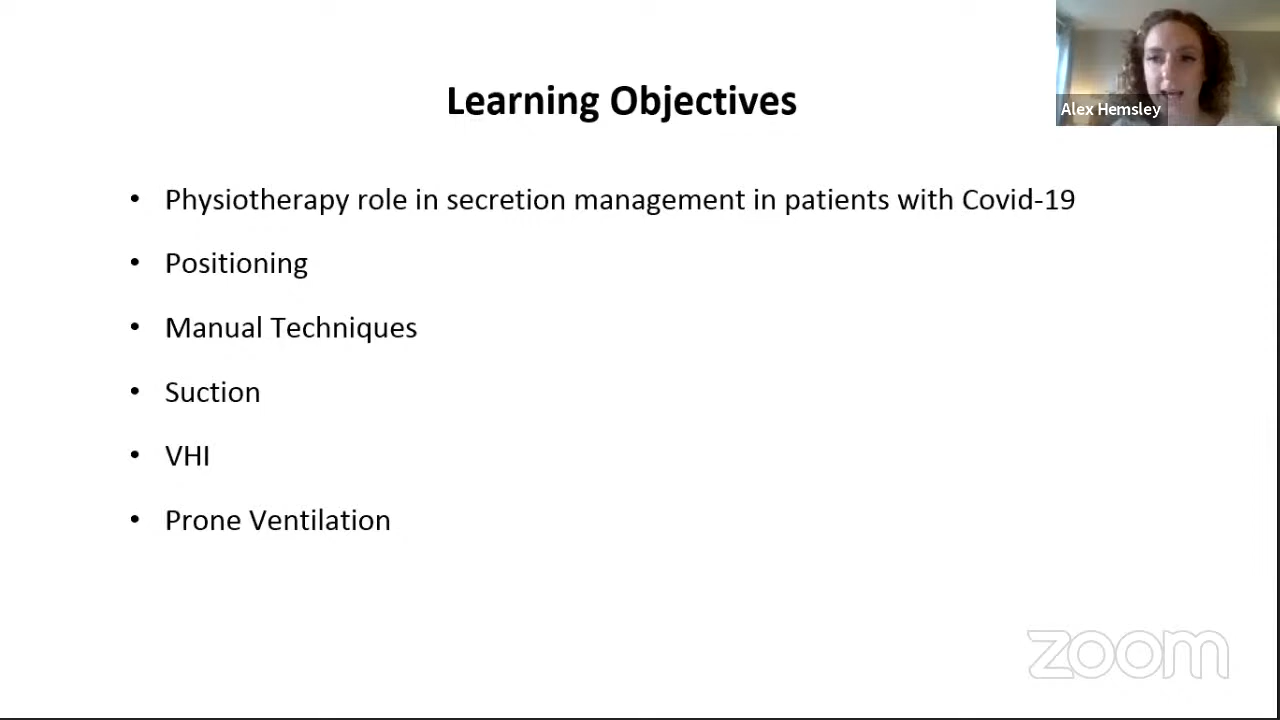 Learning Objectives
Alex Hemsley
• Physiotherapy role in secretion management in patients with Covid-19
• Positioning
• Manual Techniques
• Suction
• VHI
• Prone Ventilation
zoom